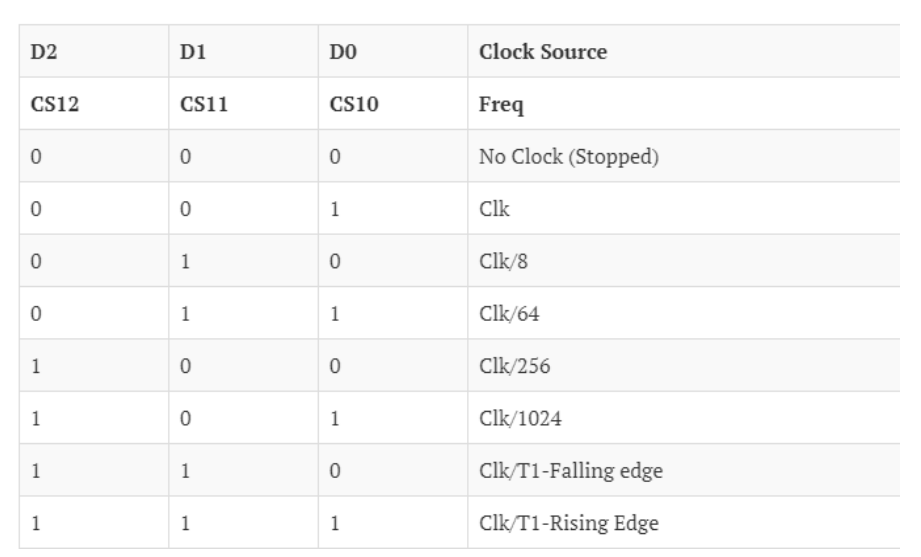 D2 D1 D0 Clock Source
CS12 CS11 CS10 Freq
0 0 0 No Clock (Stopped)
0 0 1 Clk
0 1 0 Clk/8
0 1 1 Clk/64
1 0 0 Clk/256
1 0 1 Clk/1024
1 1 0 Clk/T1-Falling edge
1 1 1 Clk/T1-Rising Edge